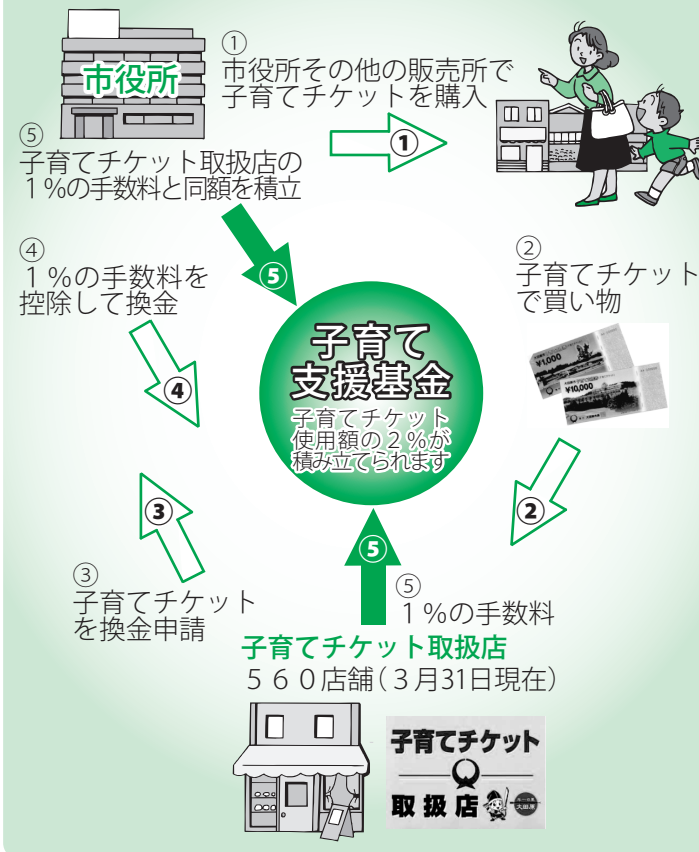 市役所
①
市役所その他の販売所で
子育てチケットを購入
①
⑤
子育てチケット取扱店の
1%の手数料と同額を積立
⑤
④
1%の手数料を
控除して換金
④
②
子育てチケット
で買い物
¥1,000
¥10,000
②
子育て
支援基金
子育てチケット
使用額の2%が
積み立てられます
③
③
子育てチケット
を換金申請
⑤
⑤
1%の手数料
子育てチケット取扱店
560店舗(3月31日現在)
子育てチケット
取扱店
大田原